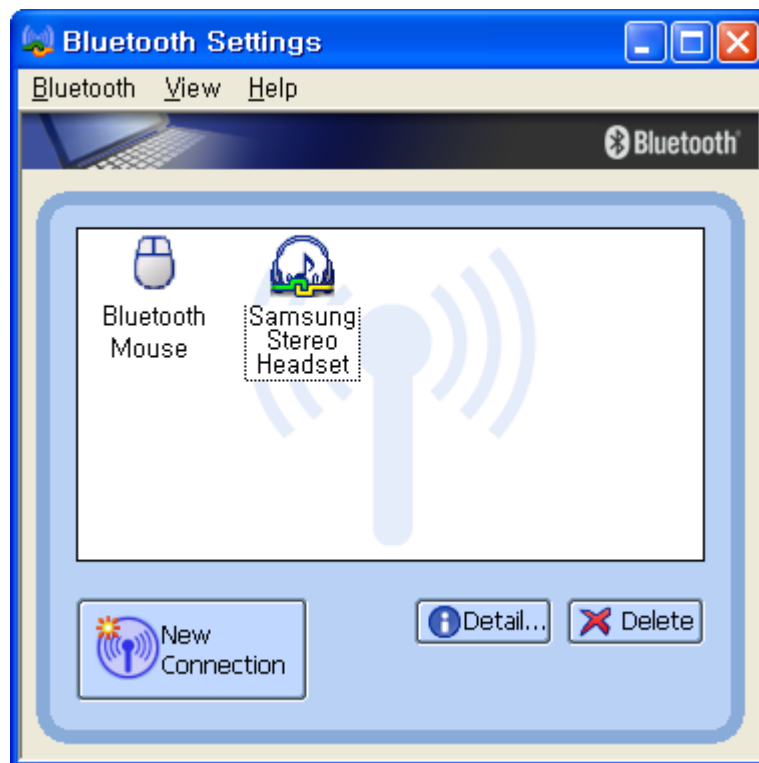 Bluetooth Settings
Bluetooth View Help
Bluetooth
Bluetooth
Mouse
Samsung
Stereo
Headset
New
Connection
Detail...
Delete